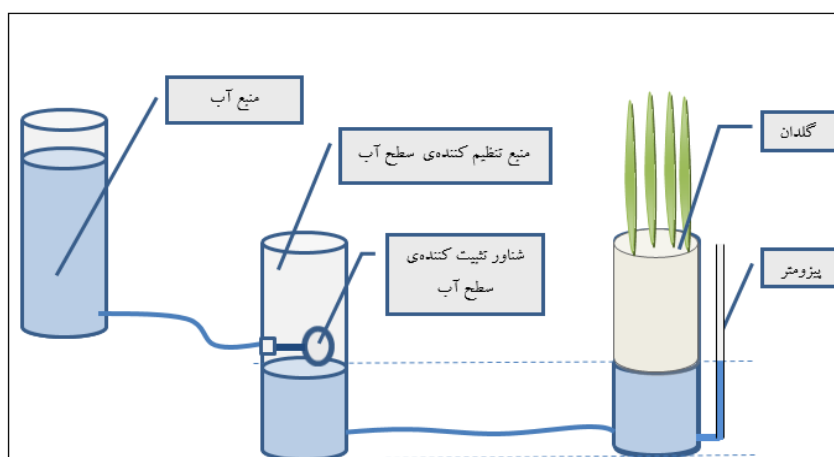 منبع آب
منبع تنظیم کننده‌ی سطح آب
شناور تثبیت کننده‌ی
سطح آب
گلدان
پیزومتر